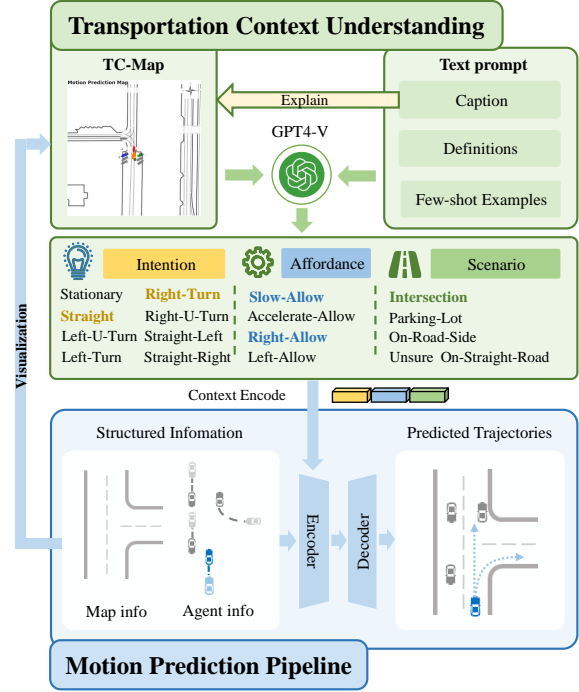 Transportation Context Understanding
TC-Map
Motion Prediction Map
Text prompt
Explain
Caption
GPT4-V
Definitions
Few-shot Examples
Intention
Affordance
Scenario
Stationary
Right-Turn
Slow-Allow
Intersection
Straight
Right-U-Turn
Accelerate-Allow
Parking-Lot
Left-U-Turn
Straight-Left
Right-Allow
On-Road-Side
Left-Turn
Straight-Right
Left-Allow
Unsure On-Straight-Road
Visualization
Context Encode
Structured Infomation
Predicted Trajectories
Encoder
Decoder
Map info
Agent info
Motion Prediction Pipeline